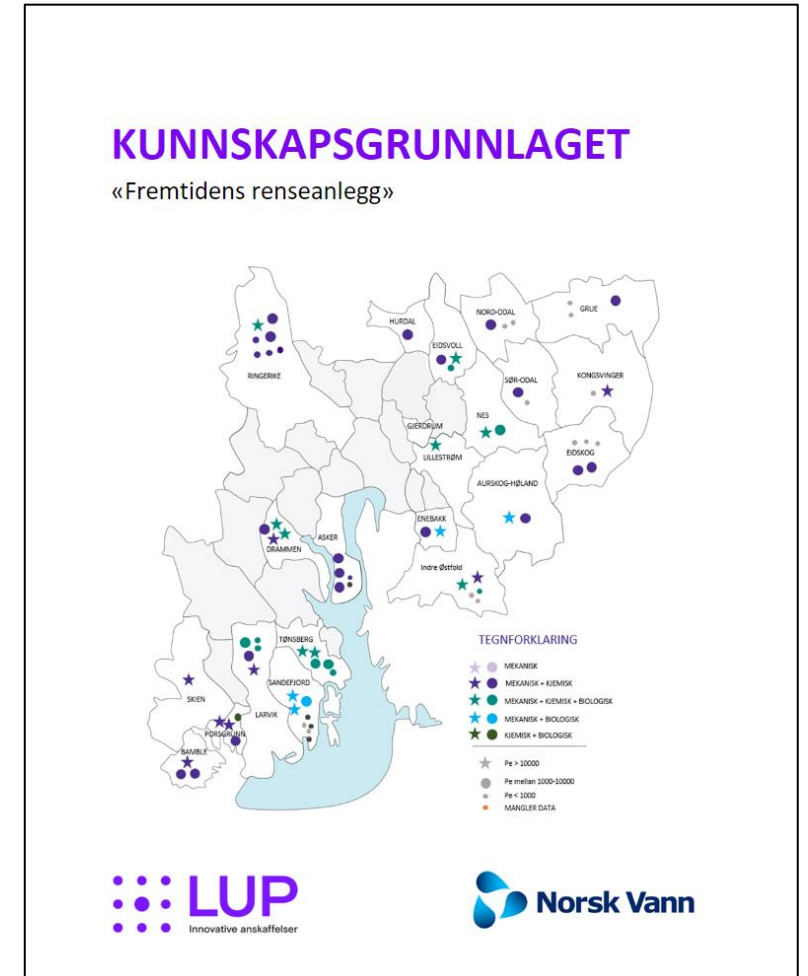 KUNNSKAPSGRUNNLAGET
«Fremtidens renseanlegg»
RINGERIKE
HURDAL
NORD-ODAL
GRUE
EIDSVOLL
SØR-ODAL
KONGSVINGER
GJERDRUM
NES
LILLESTRØM
EIDSKOG
AURSKOG-HØLAND
ENEBAKK
DRAMMEN
ASKER
Indre Østfold
TØNSBERG
SANDEFJORD
SKIEN
LARVIK
PORSGRUNN
BAMBLE
TEGNFORKLARING
MEKANISK
MEKANISK + KJEMISK
MEKANISK + KJEMISK + BIOLOGISK
MEKANISK + BIOLOGISK
KJEMISK + BIOLOGISK
Pe > 10000
Pe mellan 1000-10000
Pe < 1000
MANGLER DATA
LUP
Innovative anskaffelser
Norsk Vann